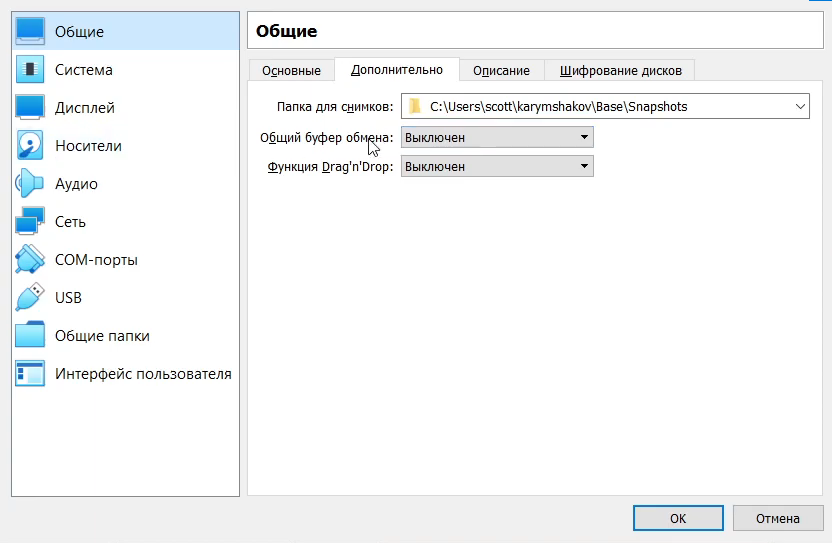 Общие
Система
Дисплей
Носители
Аудио
Сеть
COM-порты
USB
Общие папки
Интерфейс пользователя
Общие
Основные Дополнительно Описание Шифрование дисков
Папка для снимков: C:\Users\scott\karymshakov\Base\Snapshots
Общий буфер обмена: Выключен
Функция Drag'n'Drop: Выключен
OK Отмена